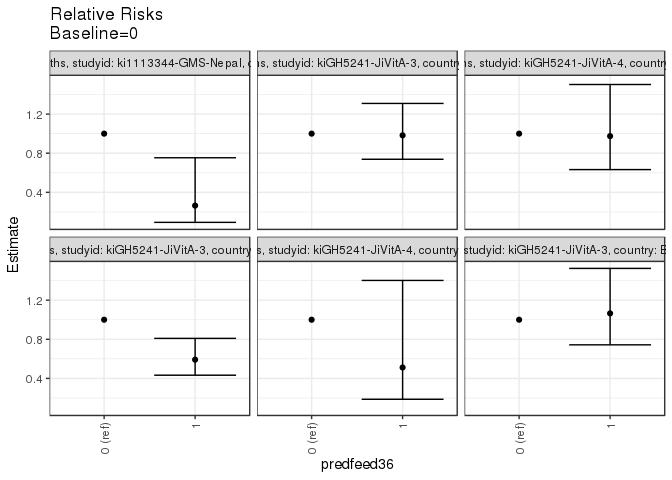 Relative Risks
Baseline=0
ths, studyid: ki1113344-GMS-Nepal,
ns, studyid: kiGH5241-JiVitA-3, country
ns, studyid: kiGH5241-JiVitA-4, country
1.2
0.8
0.4
s, studyid: kiGH5241-JiVitA-3, country
s, studyid: kiGH5241-JiVitA-4, country
studyid: kiGH5241-JiVitA-3, country:
1.2
0.8
0.4
Estimate
0 (ref)
1
0 (ref)
1
0 (ref)
1
predfeed36